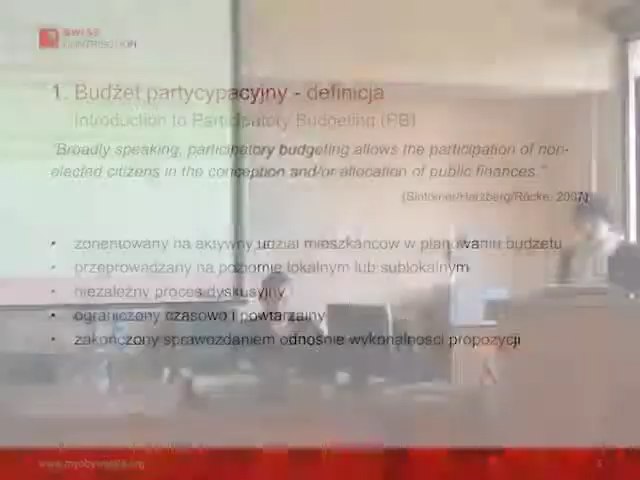 SWISS
CONTRIBUTION
1. Budżet partycypacyjny - definicja
Introduction to Participatory Budgeting (PB)
"Broadly speaking, participatory budgeting allows the participation of non-
elected citizens in the conception and/or allocation of public finances."
(Sintomer/Herzberg/Röcke, 2007)
• zorientowany na aktywny udział mieszkańców w planowaniu budżetu
• przeprowadzany na poziomie lokalnym lub sublokalnym
• niezależny proces dyskusyjny
• ograniczony czasowo i powtarzalny
• zakończony sprawozdaniem odnośnie wykonalności propozycji